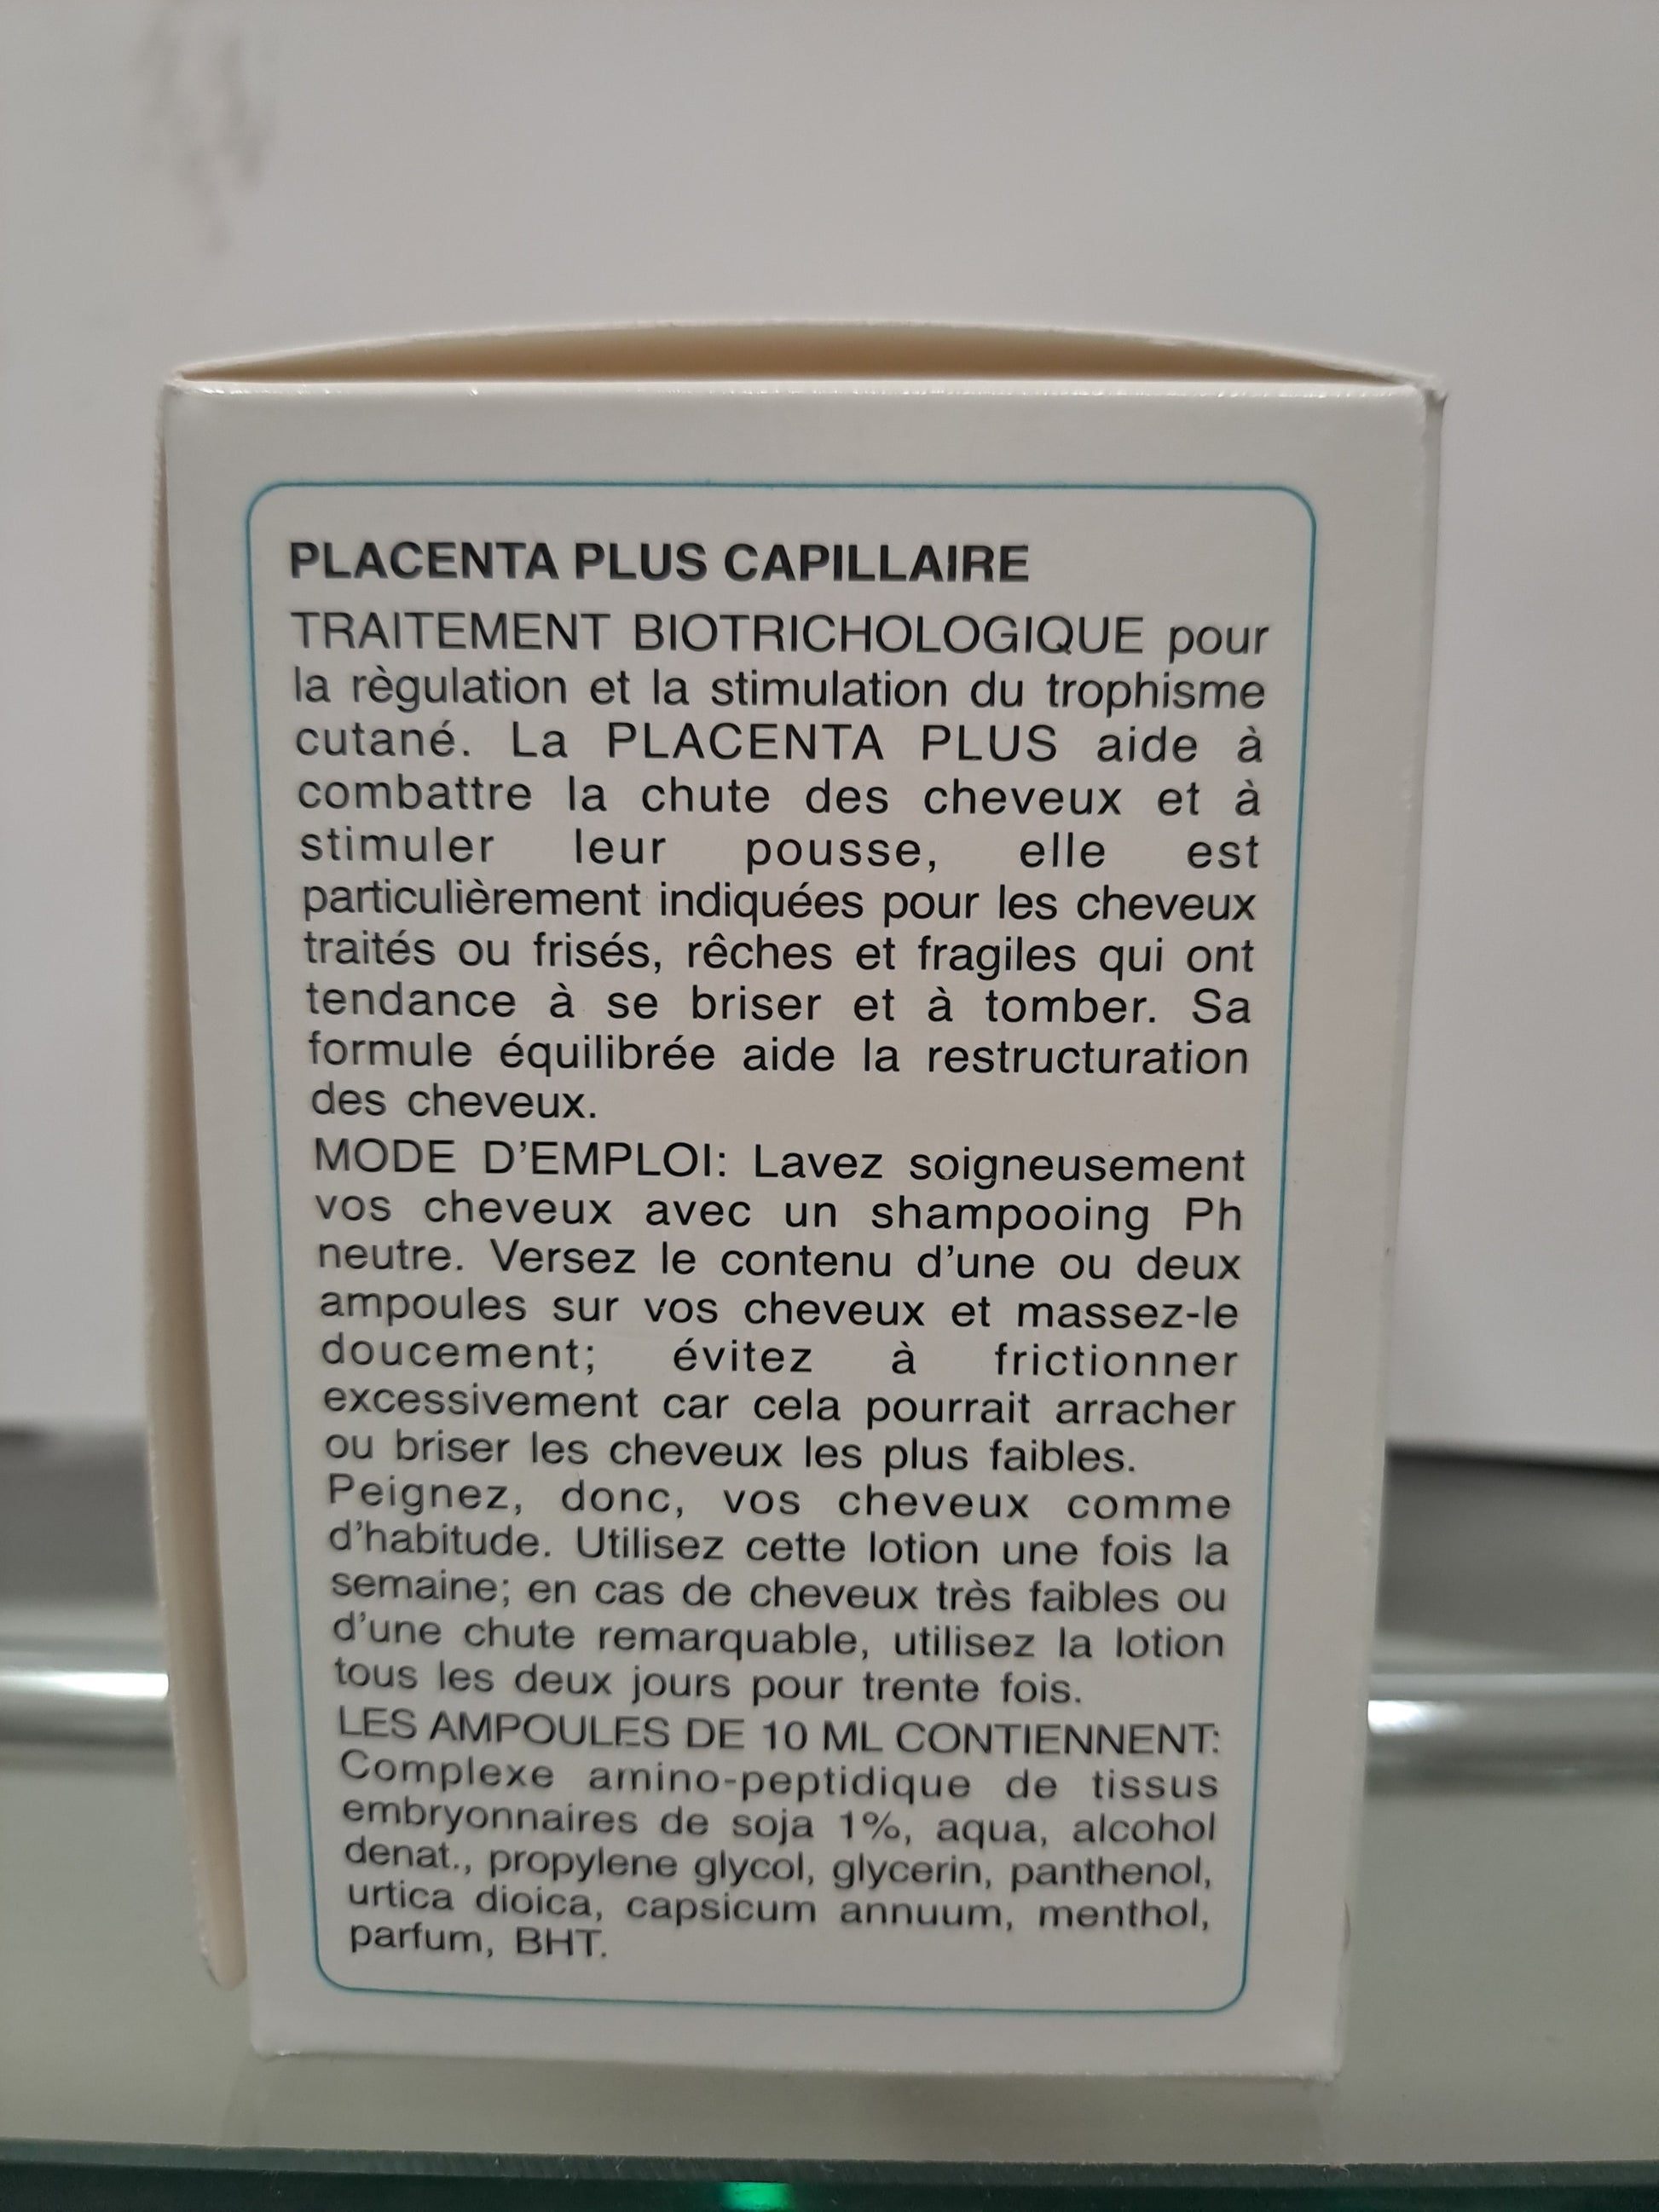 PLACENTA PLUS CAPILLAIRE
TRAITEMENT BIOTRICHOLOGIQUE pour
la règulation et la stimulation du trophisme
cutané. La PLACENTA PLUS aide à
combattre la chute des cheveux et à
stimuler leur pousse, elle est
particulièrement indiquées pour les cheveux
traités ou frisés, rêches et fragiles qui ont
tendance à se briser et à tomber. Sa
formule équilibrée aide la restructuration
des cheveux.
MODE D'EMPLOI: Lavez soigneusement
vos cheveux avec un shampooing Ph
neutre. Versez le contenu d'une ou deux
ampoules sur vos cheveux et massez-le
doucement; évitez à frictionner
excessivement car cela pourrait arracher
ou briser les cheveux les plus faibles.
Peignez, donc, vos cheveux comme
d'habitude. Utilisez cette lotion une fois la
semaine; en cas de cheveux très faibles ou
d'une chute remarquable, utilisez la lotion
tous les deux jours pour trente fois.
LES AMPOULES DE 10 ML CONTIENNENT:
Complexe amino-peptidique de tissus
embryonnaires de soja 1%, aqua, alcohol
denat., propylene glycol, glycerin, panthenol,
urtica dioica, capsicum annuum, menthol,
parfum, BHT.